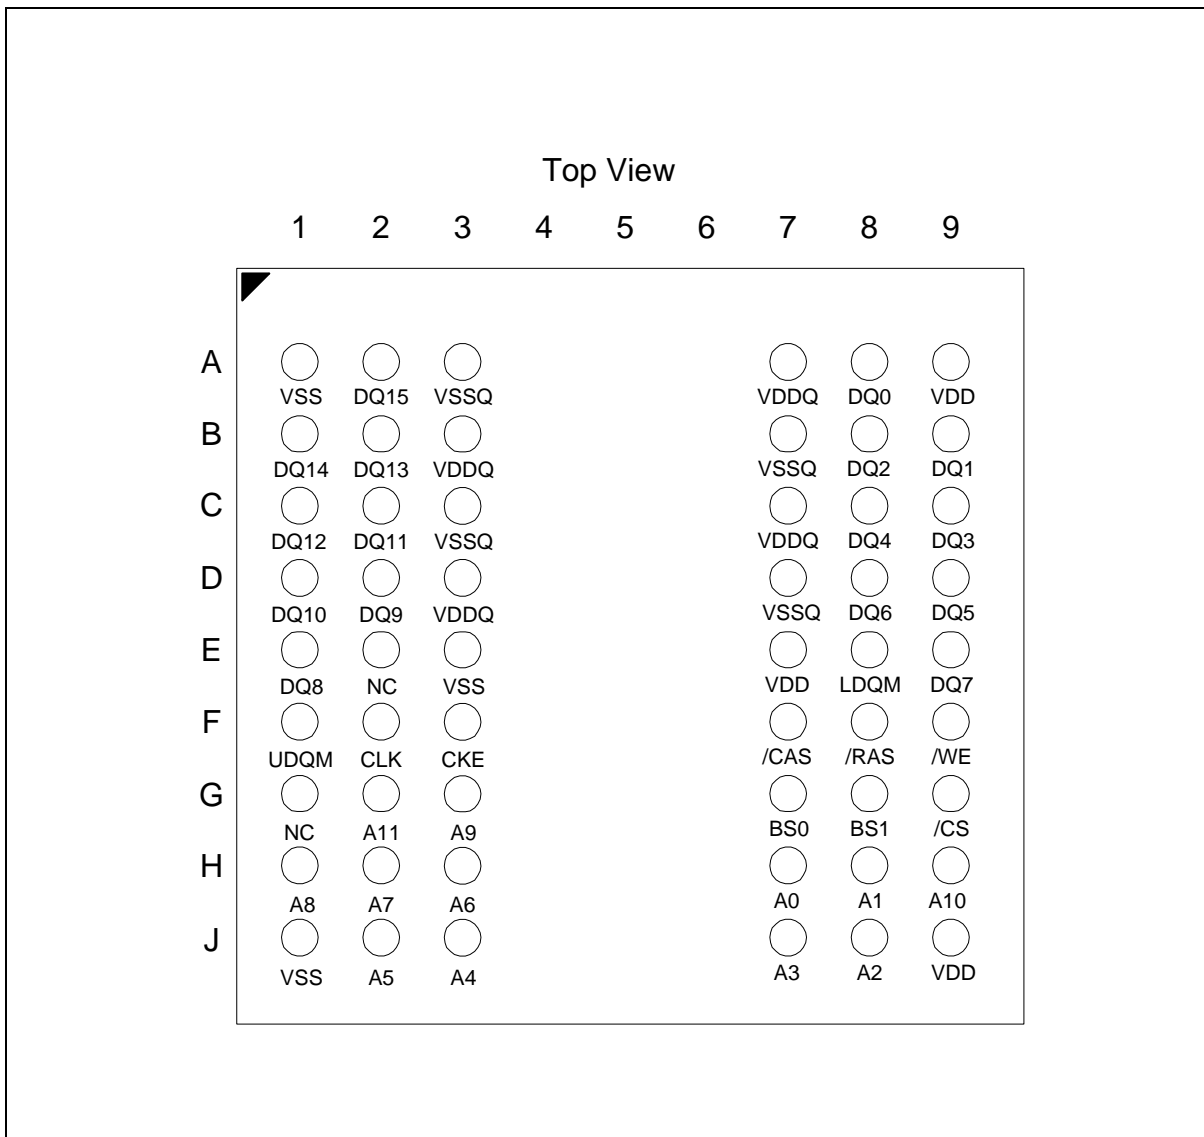 Top View
1 2 3 4 5 6 7 8 9
A
VSS DQ15 VSSQ VDDQ DQ0 VDD
B
DQ14 DQ13 VDDQ VSSQ DQ2 DQ1
C
DQ12 DQ11 VSSQ VDDQ DQ4 DQ3
D
DQ10 DQ9 VDDQ VSSQ DQ6 DQ5
E
DQ8 NC VSS VDD LDQM DQ7
F
UDQM CLK CKE /CAS /RAS /WE
G
NC A11 A9 BS0 BS1 /CS
H
A8 A7 A6 A0 A1 A10
J
VSS A5 A4 A3 A2 VDD